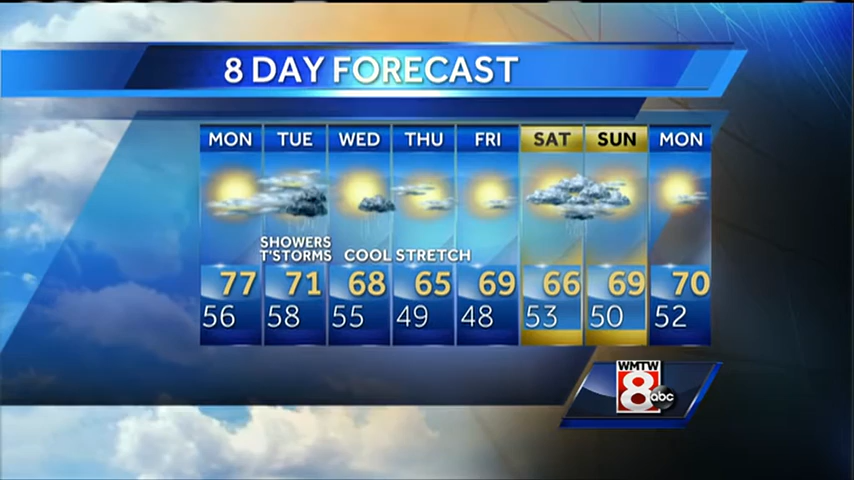 8 DAY FORECAST
MON TUE WED THU FRI SAT SUN MON
SHOWERS
T'STORMS COOL STRETCH
77 71 68 65 69 66 69 70
56 58 55 49 48 53 50 52
WMTW
8 abc